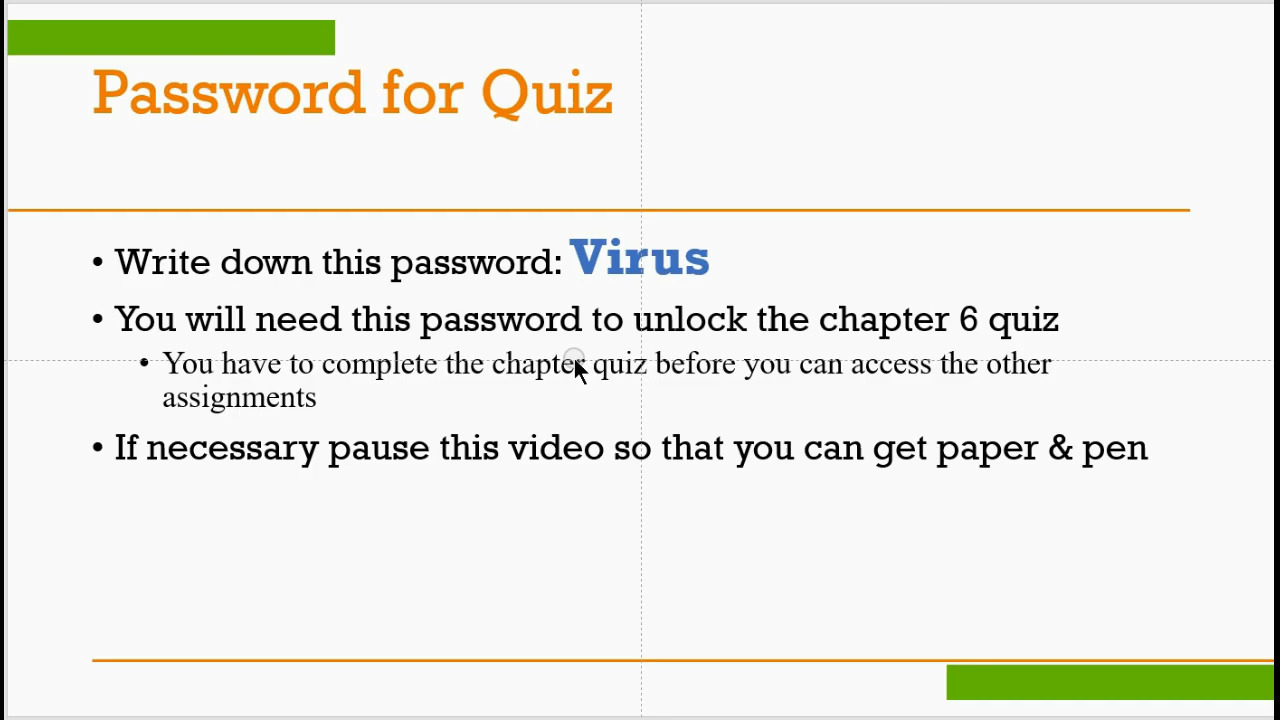 Password for Quiz
• Write down this password: Virus
• You will need this password to unlock the chapter 6 quiz
• You have to complete the chapter quiz before you can access the other
assignments
• If necessary pause this video so that you can get paper & pen